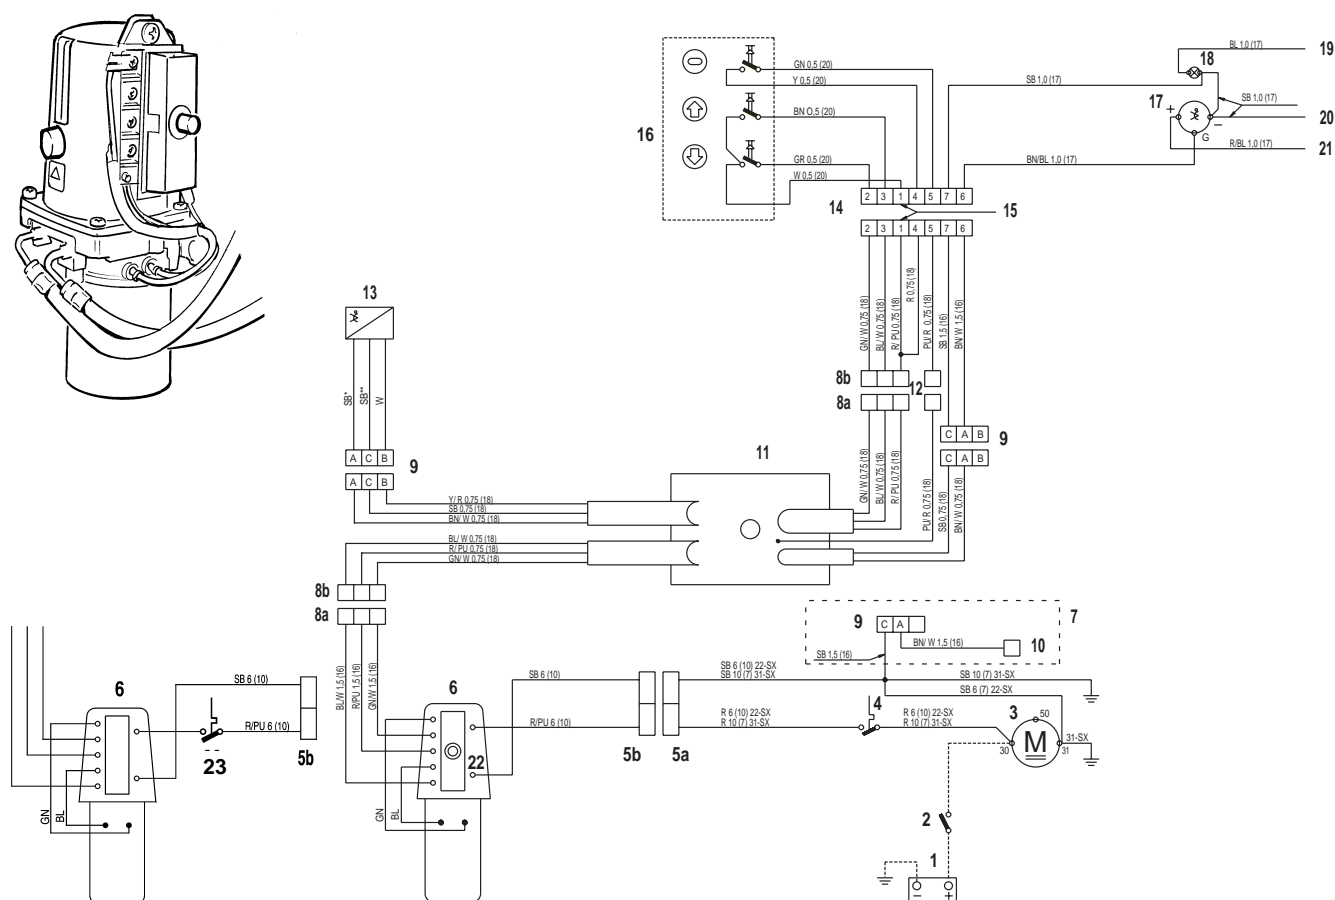 BL 1,0 (17)
19
18
SB 1,0 (17)
SB 1,0 (17)
17
+
−
G
20
R/BL 1,0 (17)
21
BN/BL 1,0 (17)
16
GN 0,5 (20)
Y 0,5 (20)
BN O,5 (20)
GR 0,5 (20)
W 0,5 (20)
14
2 3 1 4 5 7 6
15
2 3 1 4 5 7 6
GN/ W 0,75 (18)
BL/ W 0,75 (18)
R/ PU 0,75 (18)
R 0,75 (18)
PU/ R 0,75 (18)
SB 1,5 (16)
BN/ W 1,5 (16)
8b
12
8a
C A B
9
C A B
GN/ W 0,75 (18)
BL/ W 0,75 (18)
R/ PU 0,75 (18)
PU/ R 0,75 (18)
SB 0,75 (18)
BN/ W 0,75 (18)
13
SB*
SB**
W
A C B
9
A C B
11
Y/ R 0,75 (18)
SB 0,75 (18)
BN/ W 0,75 (18)
BL/ W 0,75 (18)
R/ PU 0,75 (18)
GN/ W 0,75 (18)
8b
8a
BL/W 1,5 (16)
R/PU 1,5 (16)
GN/W 1,5 (16)
7
9
C A
BN/ W 1,5 (16)
10
SB 1,5 (16)
6
SB 6 (10)
R/PU 6 (10)
23
5b
GN
BL
6
22
GN
BL
SB 6 (10)
R/PU 6 (10)
5b
5a
SB 6 (10) 22-SX
SB 10 (7) 31-SX
R 6 (10) 22-SX
R 10 (7) 31-SX
4
SB 10 (7) 31-SX
SB 6 (7) 22-SX
R 6 (10) 22-SX
R 10 (7) 31-SX
3
50
M
30
31
31-SX
2
1
−
+